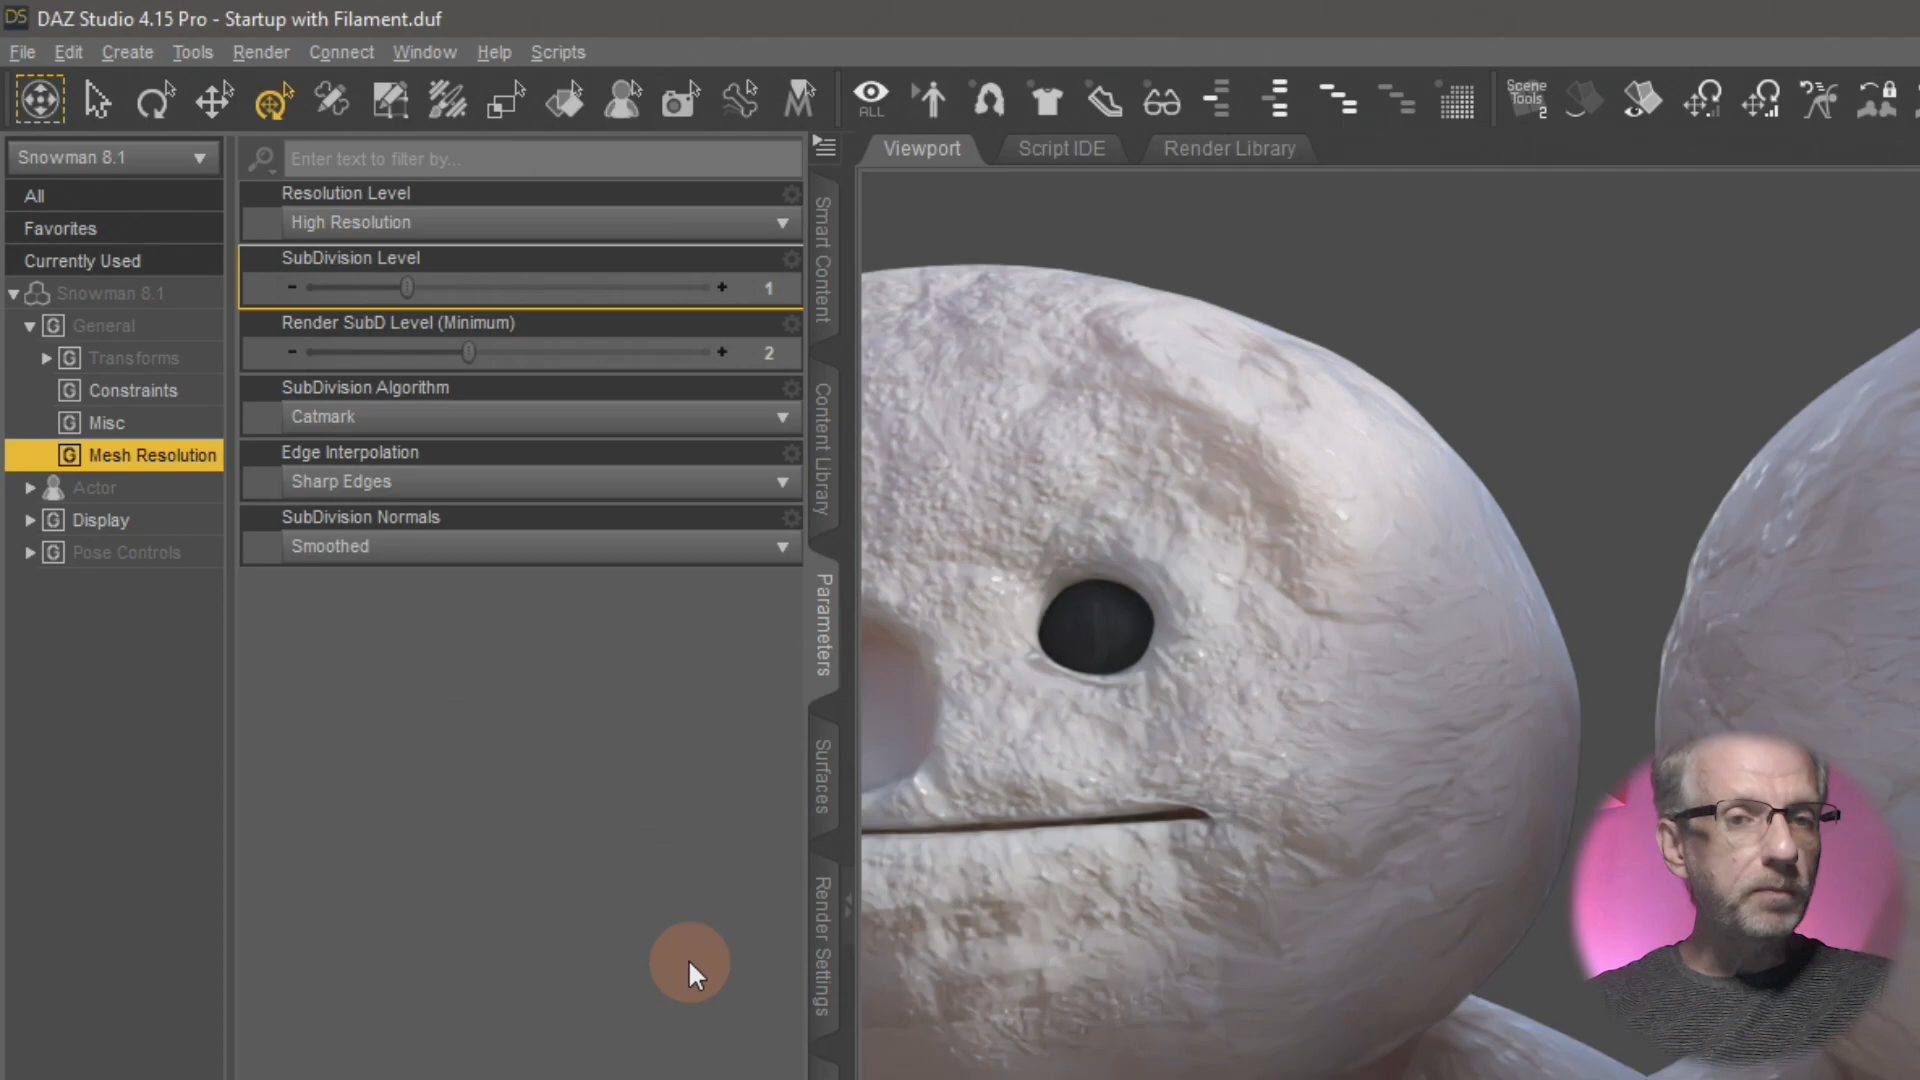 DS DAZ Studio 4.15 Pro - Startup with Filament.duf
File Edit Create Tools Render Connect Window Help Scripts
ALL
Scene
Tools
2
Snowman 8.1
Enter text to filter by...
Viewport Script IDE Render Library
All
Favorites
Currently Used
Snowman 8.1
G General
G Transforms
G Constraints
G Misc
G Mesh Resolution
Actor
G Display
G Pose Controls
Resolution Level
High Resolution
SubDivision Level
- + 1
Render SubD Level (Minimum)
- + 2
SubDivision Algorithm
Catmark
Edge Interpolation
Sharp Edges
SubDivision Normals
Smoothed
Smart Content
Content Library
Parameters
Surfaces
Render Settings